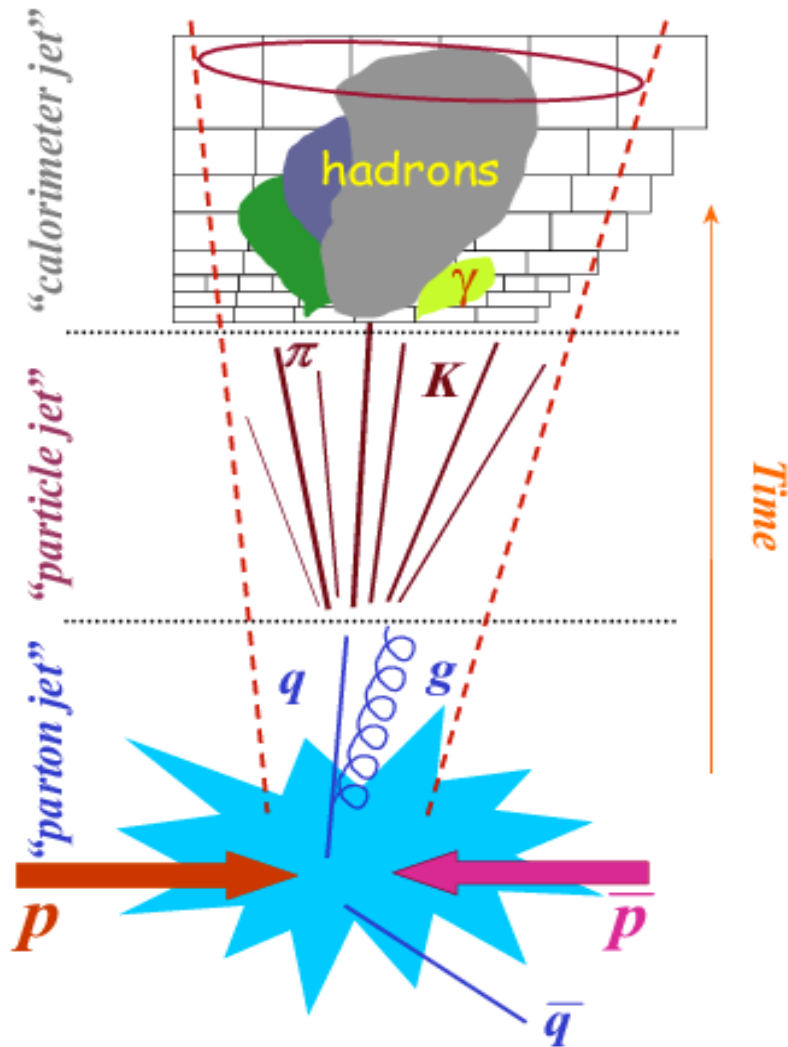 “calorimeter jet”
hadrons
γ
“particle jet”
π
K
Time
“parton jet”
q
g
p
p̅
q̅